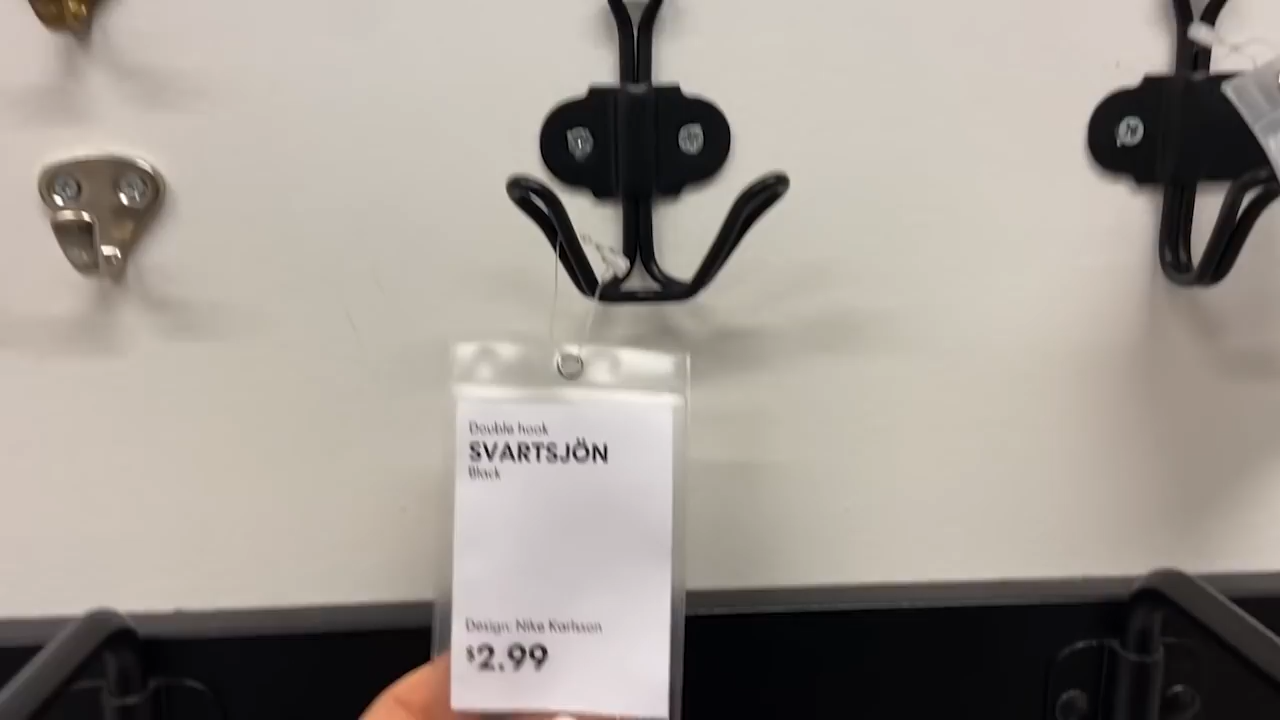 Double hook
SVARTSJÖN
Black
Design: Nike Karlsson
$2.99